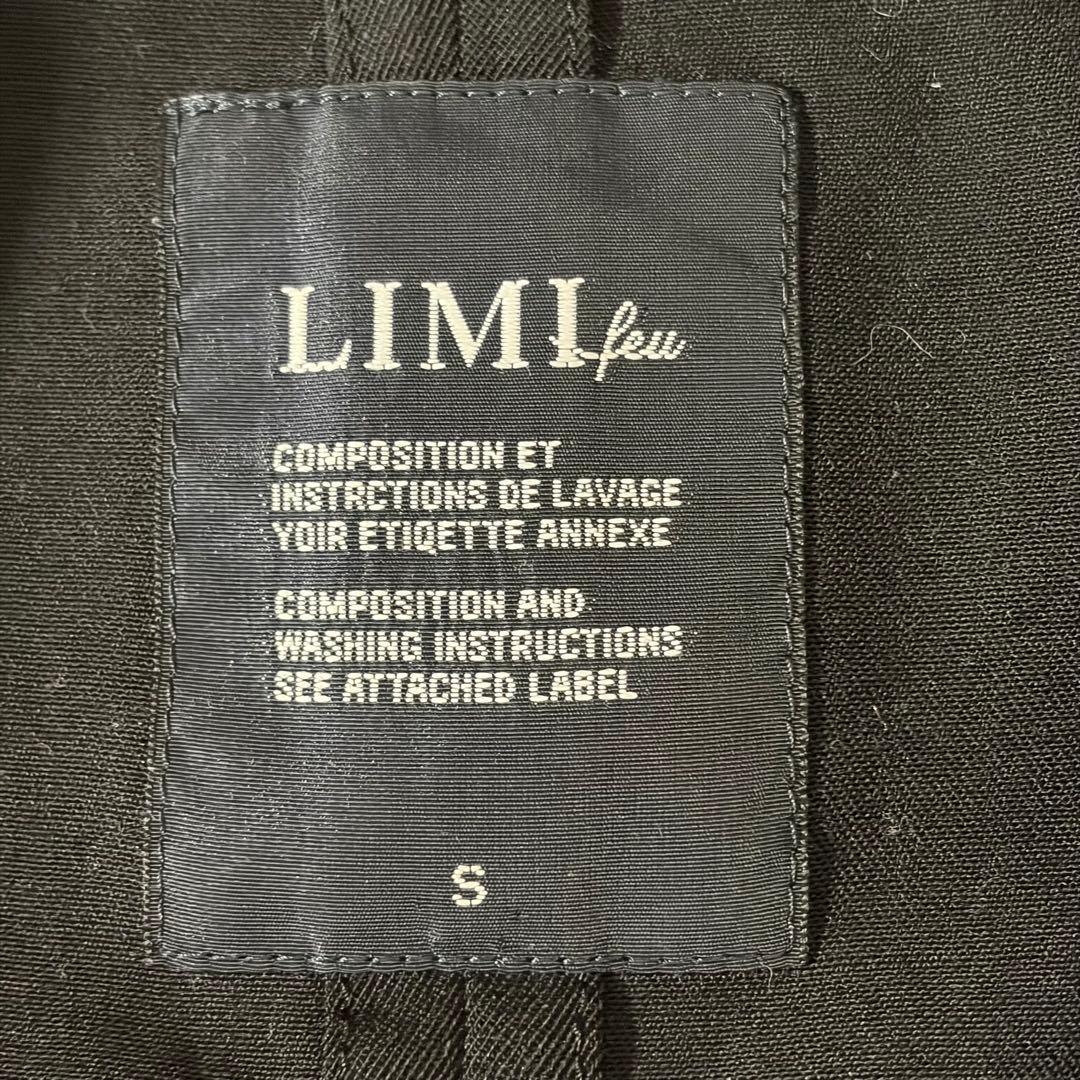 LIMI feu
COMPOSITION ET
INSTRCTIONS DE LAVAGE
YOIR ETIQETTE ANNEXE
COMPOSITION AND
WASHING INSTRUCTIONS
SEE ATTACHED LABEL
S